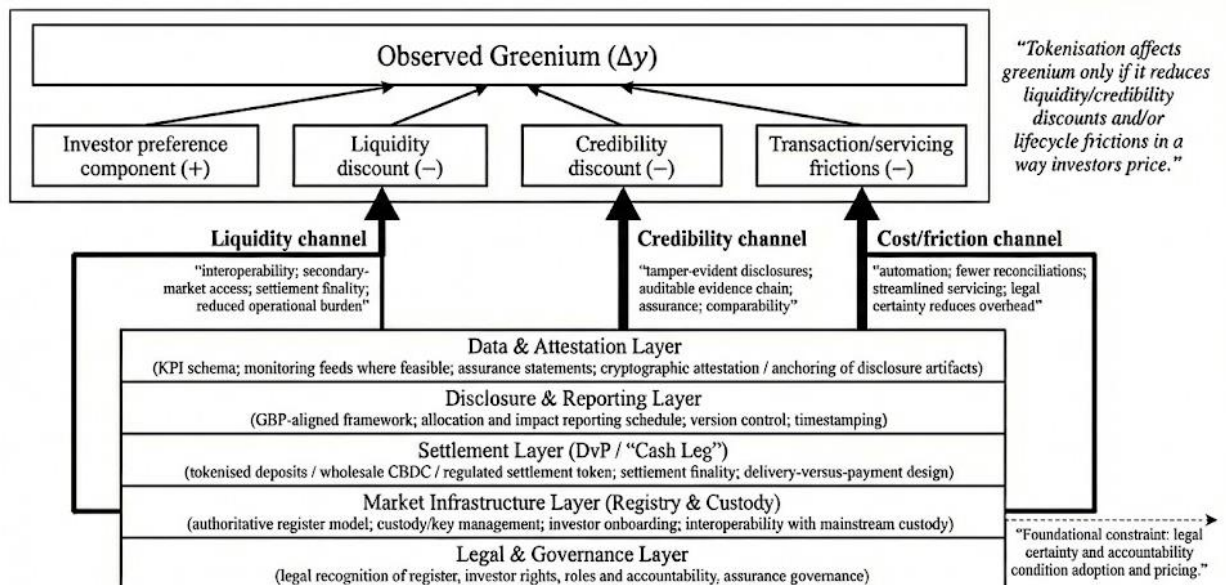 Observed Greenium (Δy)
Investor preference
component (+)
Liquidity
discount (−)
Credibility
discount (−)
Transaction/servicing
frictions (−)
“Tokenisation affects
greenium only if it reduces
liquidity/credibility
discounts and/or
lifecycle frictions in a
way investors price.”
Liquidity channel
"interoperability; secondary-
market access; settlement finality;
reduced operational burden"
Credibility channel
"tamper-evident disclosures;
auditable evidence chain;
assurance; comparability"
Cost/friction channel
"automation; fewer reconciliations;
streamlined servicing; legal
certainty reduces overhead"
Data & Attestation Layer
(KPI schema; monitoring feeds where feasible; assurance statements; cryptographic attestation / anchoring of disclosure artifacts)
Disclosure & Reporting Layer
(GBP-aligned framework; allocation and impact reporting schedule; version control; timestamping)
Settlement Layer (DvP / “Cash Leg”)
(tokenised deposits / wholesale CBDC / regulated settlement token; settlement finality; delivery-versus-payment design)
Market Infrastructure Layer (Registry & Custody)
(authoritative register model; custody/key management; investor onboarding; interoperability with mainstream custody)
Legal & Governance Layer
(legal recognition of register, investor rights, roles and accountability, assurance governance)
"Foundational constraint: legal
certainty and accountability
condition adoption and pricing."